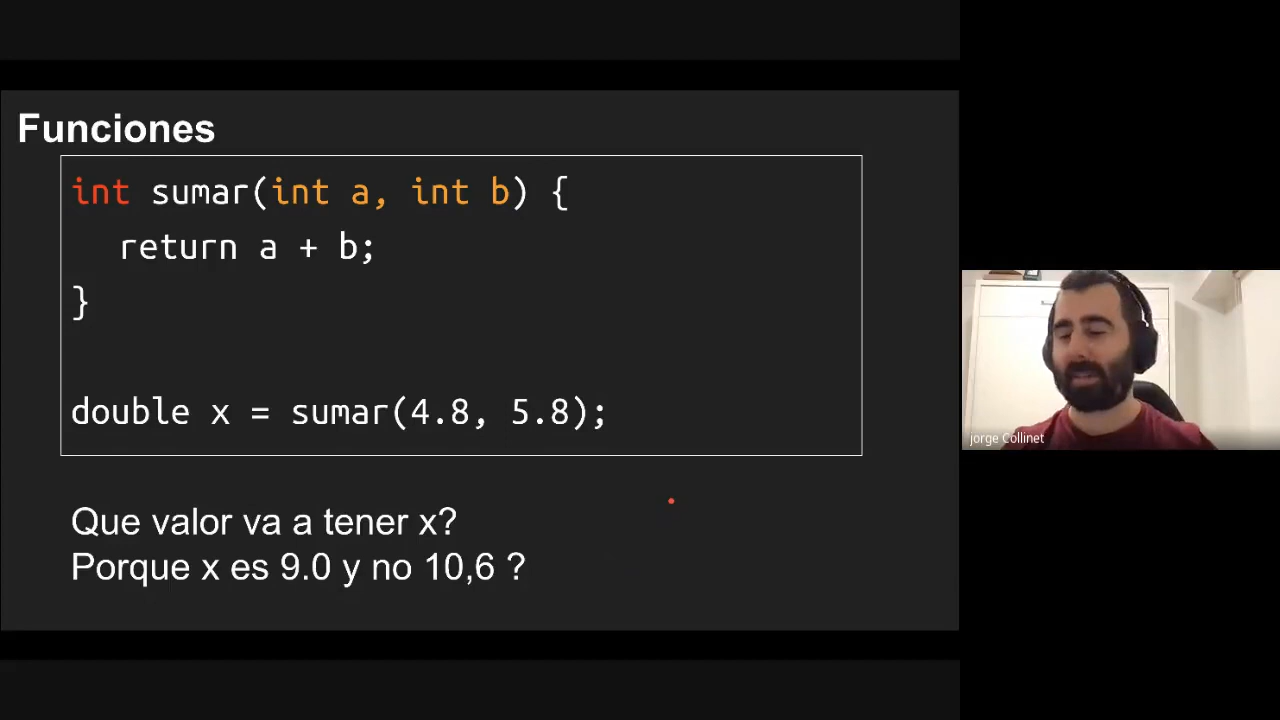 Funciones
int sumar(int a, int b) {
return a + b;
}
double x = sumar(4.8, 5.8);
Que valor va a tener x?
Porque x es 9.0 y no 10,6 ?
jorge Collinet